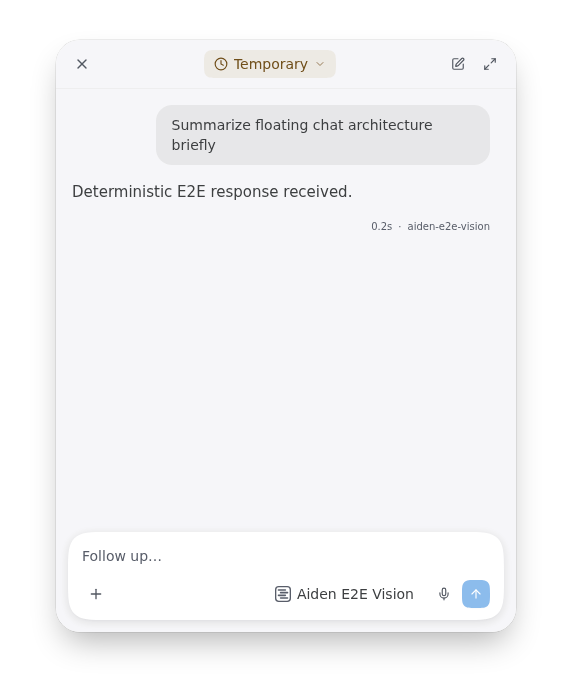 Temporary
Summarize floating chat architecture
briefly
Deterministic E2E response received.
0.2s · aiden-e2e-vision
Follow up...
Aiden E2E Vision